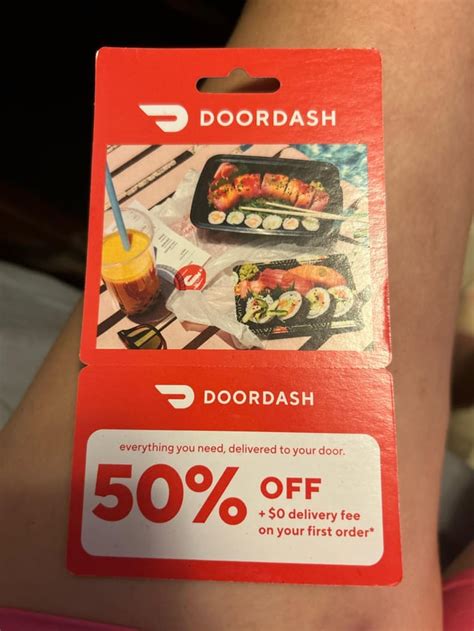 DOORDASH
DOORDASH
everything you need, delivered to your door.
50% OFF
+ $0 delivery fee
on your first order*